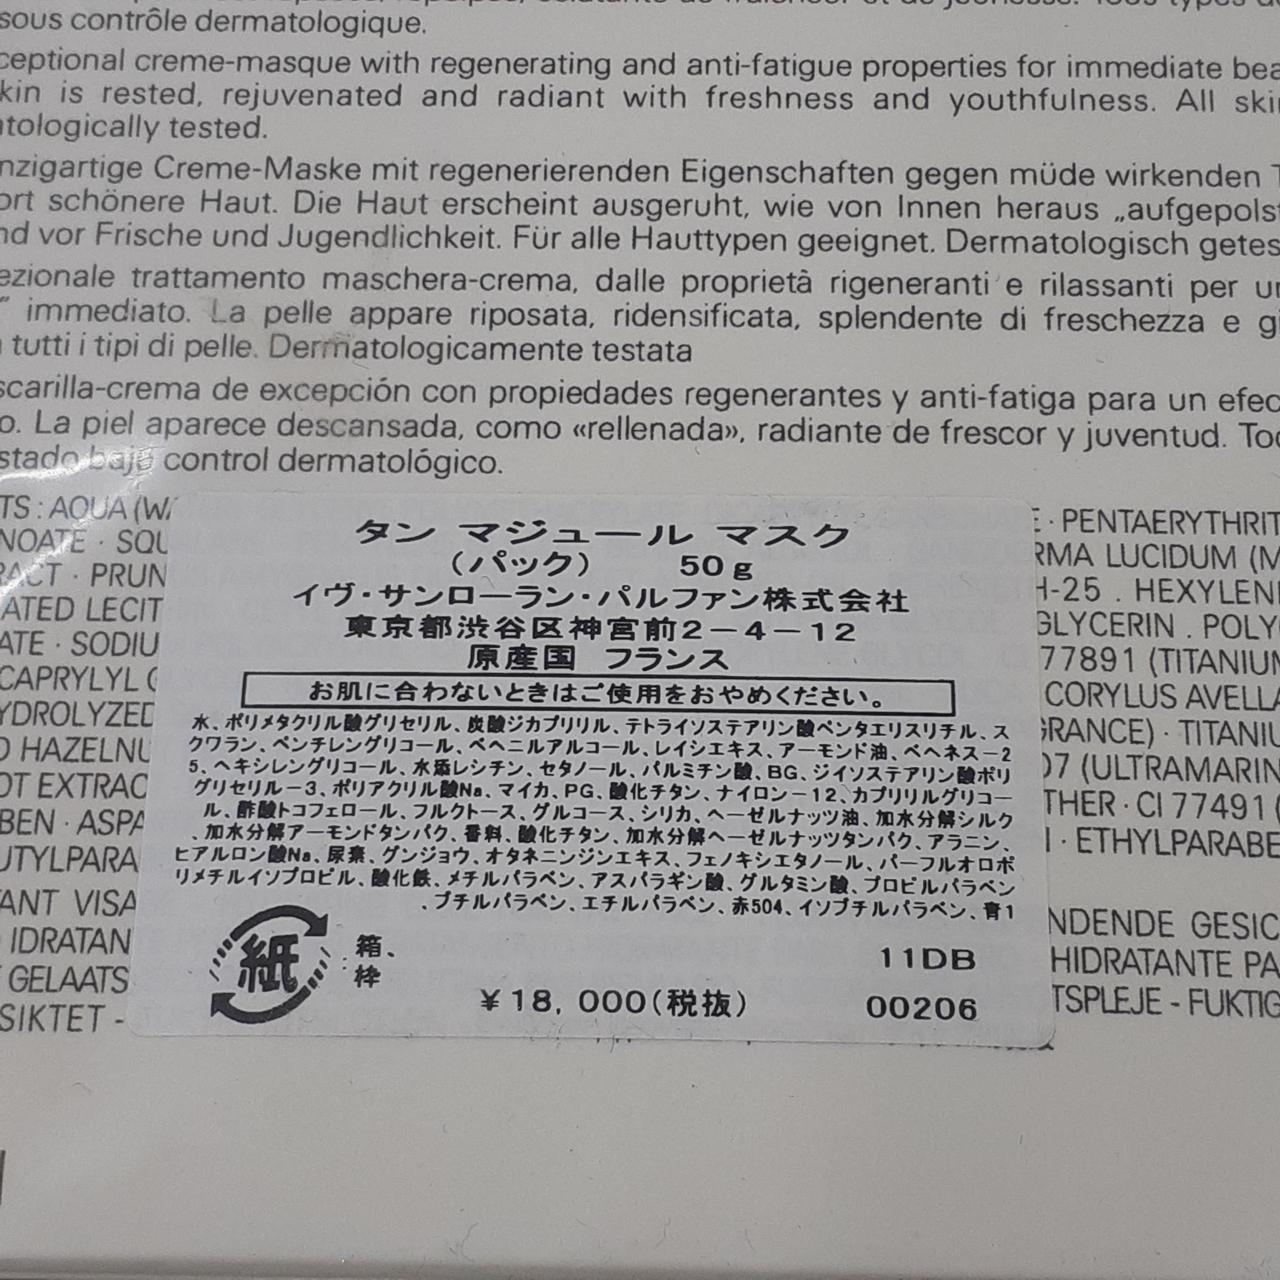 sous contrôle dermatologique.
ceptional creme-masque with regenerating and anti-fatigue properties for immediate bea
kin is rested, rejuvenated and radiant with freshness and youthfulness. All ski
tologically tested.
nzigartige Creme-Maske mit regenerierenden Eigenschaften gegen müde wirkenden T
ort schönere Haut. Die Haut erscheint ausgeruht, wie von Innen heraus „aufgepolst
nd vor Frische und Jugendlichkeit. Für alle Hauttypen geeignet. Dermatologisch getes
ezionale trattamento maschera-crema, dalle proprietà rigeneranti e rilassanti per un
" immediato. La pelle appare riposata, ridensificata, splendente di freschezza e gi
tutti i tipi di pelle. Dermatologicamente testata
scarilla-crema de excepción con propiedades regenerantes y anti-fatiga para un efec
o. La piel aparece descansada, como «rellenada», radiante de frescor y juventud. Tod
stado bajo control dermatológico.
TS : AQUA (WA
NOATE · SQU
RACT · PRUN
ATED LECIT
ATE · SODIU
CAPRYLYL G
YDROLYZED
D HAZELNU
OT EXTRAC
BEN · ASPA
UTYLPARA
ANT VISA
IDRATAN
GELAATS
SIKTET -
タン マジュール マスク
(パック) 50g
イヴ・サンローラン・パルファン株式会社
東京都渋谷区神宮前2－4－12
原産国 フランス
お肌に合わないときはご使用をおやめください。
水、ポリメタクリル酸グリセリル、炭酸ジカプリリル、テトライソステアリン酸ペンタエリスリチル、ス
クワラン、ペンチレングリコール、ベヘニルアルコール、レイシエキス、アーモンド油、ベヘネス－2
5、ヘキシレングリコール、水添レシチン、セタノール、パルミチン酸、BG、ジイソステアリン酸ポリ
グリセリル－3、ポリアクリル酸Na、マイカ、PG、酸化チタン、ナイロン－12、カプリリルグリコー
ル、酢酸トコフェロール、フルクトース、グルコース、シリカ、ヘーゼルナッツ油、加水分解シルク
、加水分解アーモンドタンパク、香料、酸化チタン、加水分解ヘーゼルナッツタンパク、アラニン、
ヒアルロン酸Na、尿素、グンジョウ、オタネニンジンエキス、フェノキシエタノール、パーフルオロポ
リメチルイソプロピル、酸化鉄、メチルパラベン、アスパラギン酸、グルタミン酸、プロピルパラベン
、ブチルパラベン、エチルパラベン、赤504、イソブチルパラベン、青1
紙
:箱、
枠
11DB
￥18,000(税抜)
00206
E · PENTAERYTHRIT
RMA LUCIDUM (M
H-25 . HEXYLEN
GLYCERIN . POLY
77891 (TITANIUM
CORYLUS AVELLA
GRANCE) · TITANIU
07 (ULTRAMARIN
THER · CI 77491 (
· ETHYLPARABE
NDENDE GESIC
HIDRATANTE PA
TSPLEJE - FUKTIG